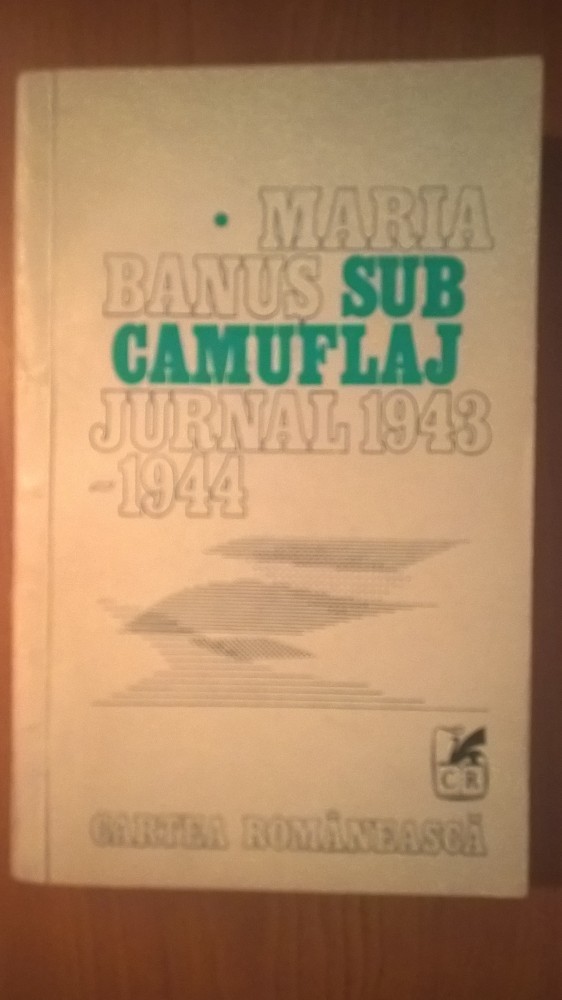 • MARIA
BANUȘ SUB
CAMUFLAJ
JURNAL 1943
-1944
CR
CARTEA ROMÂNEASCĂ